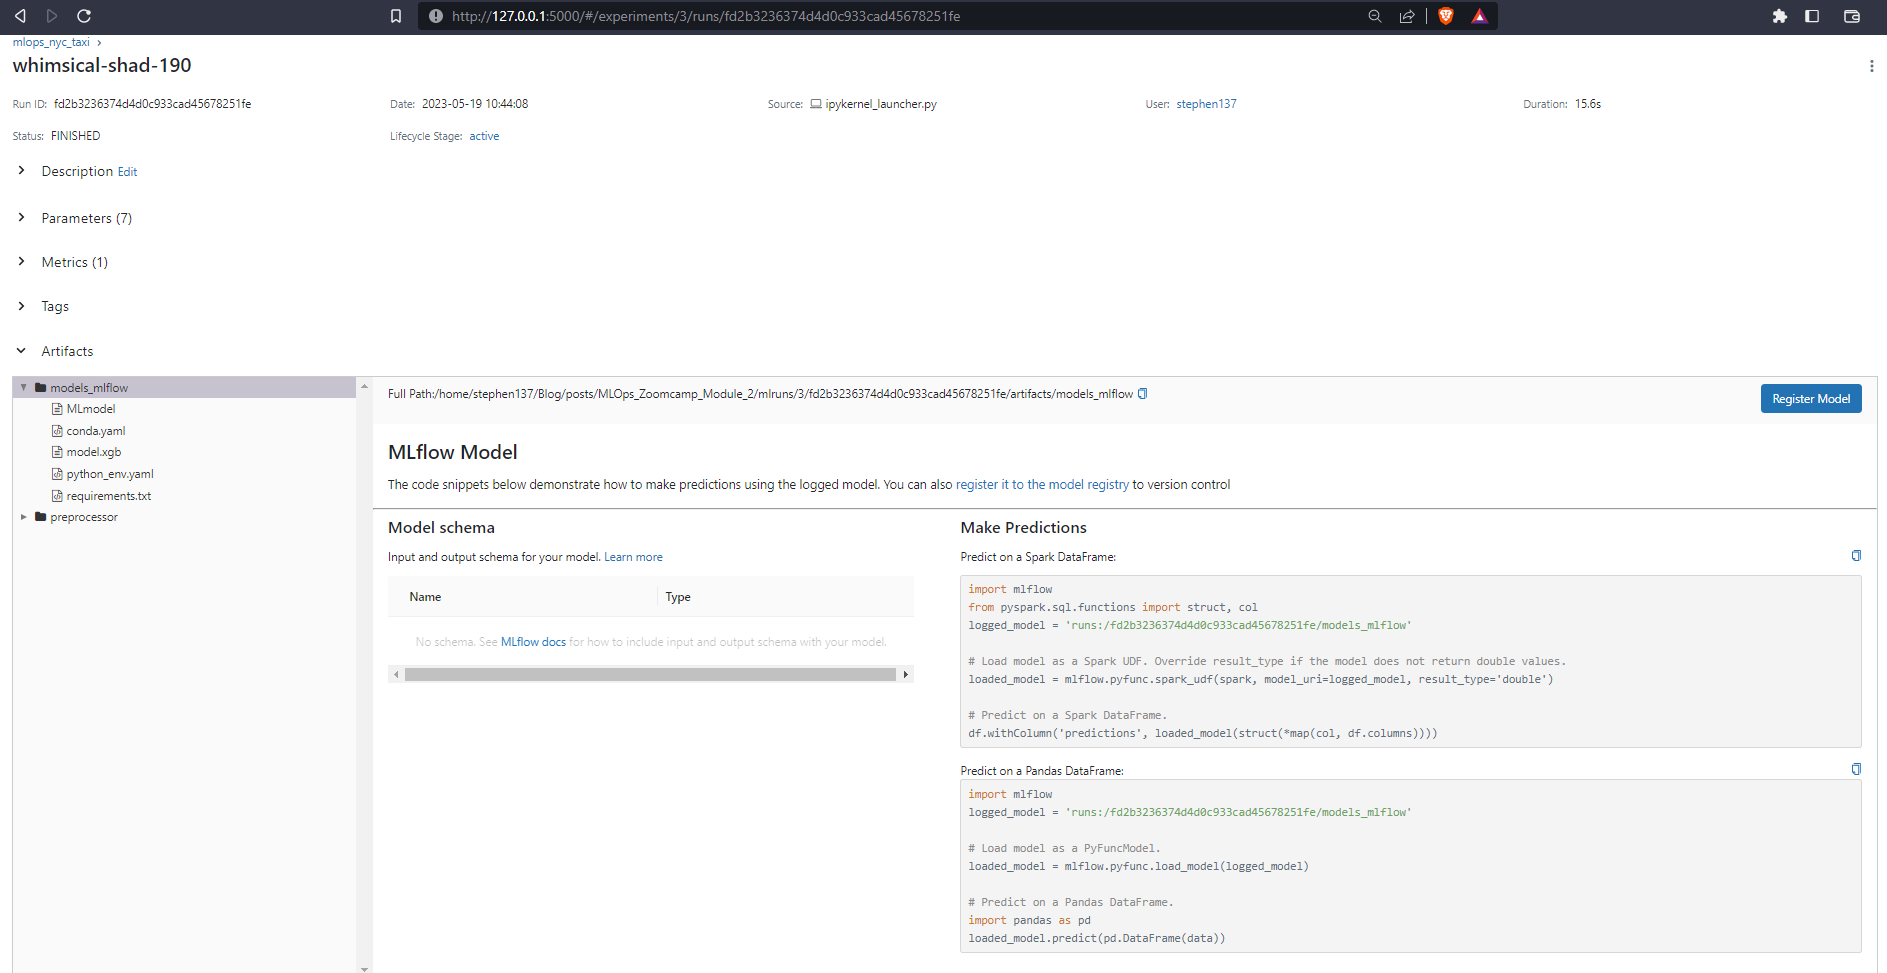 http://127.0.0.1:5000/#/experiments/3/runs/fd2b3236374d4d0c933cad45678251fe
mlops_nyc_taxi
whimsical-shad-190
Run ID: fd2b3236374d4d0c933cad45678251fe Date: 2023-05-19 10:44:08 Source: ipykernel_launcher.py User: stephen137 Duration: 15.6s
Status: FINISHED Lifecycle Stage: active
Description Edit
Parameters (7)
Metrics (1)
Tags
Artifacts
models_mlflow
MLmodel
conda.yaml
model.xgb
python_env.yaml
requirements.txt
preprocessor
Full Path:/home/stephen137/Blog/posts/MLOps_Zoomcamp_Module_2/mlruns/3/fd2b3236374d4d0c933cad45678251fe/artifacts/models_mlflow
Register Model
MLflow Model
The code snippets below demonstrate how to make predictions using the logged model. You can also register it to the model registry to version control
Model schema
Input and output schema for your model. Learn more
Name Type
No schema. See MLflow docs for how to include input and output schema with your model.
Make Predictions
Predict on a Spark DataFrame:
import mlflow
from pyspark.sql.functions import struct, col
logged_model = 'runs:/fd2b3236374d4d0c933cad45678251fe/models_mlflow'
# Load model as a Spark UDF. Override result_type if the model does not return double values.
loaded_model = mlflow.pyfunc.spark_udf(spark, model_uri=logged_model, result_type='double')
# Predict on a Spark DataFrame.
df.withColumn('predictions', loaded_model(struct(*map(col, df.columns))))
Predict on a Pandas DataFrame:
import mlflow
logged_model = 'runs:/fd2b3236374d4d0c933cad45678251fe/models_mlflow'
# Load model as a PyFuncModel.
loaded_model = mlflow.pyfunc.load_model(logged_model)
# Predict on a Pandas DataFrame.
import pandas as pd
loaded_model.predict(pd.DataFrame(data))